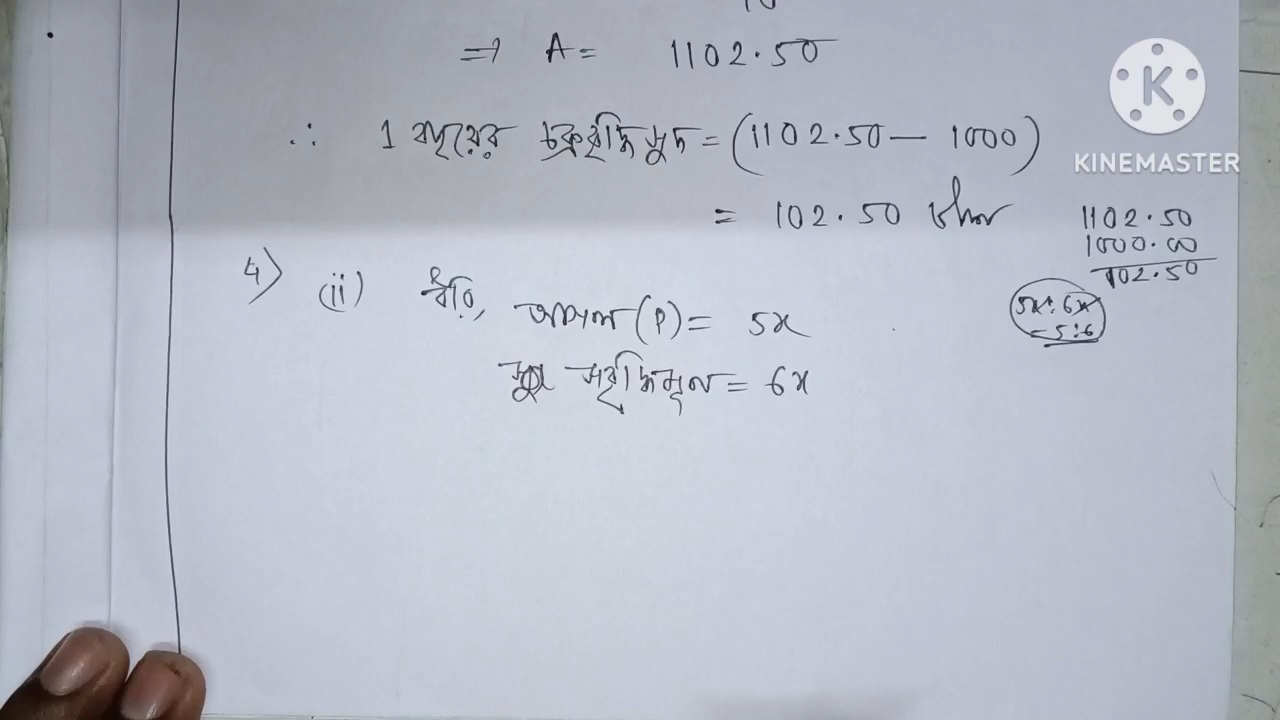 ⇒ A = 1102.50
∴ 1 বছরের চক্রবৃদ্ধি সুদ = (1102.50 — 1000)
= 102.50 টাকা
1102.50
1000.00
102.50
4) (ii) ধরি, আসল (P) = 5x
5x : 6x
= 5 : 6
সবৃদ্ধিমূল = 6x
KINEMASTER